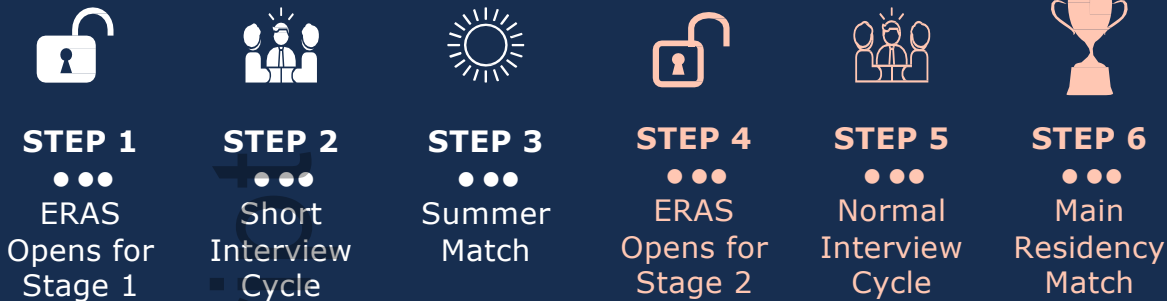 STEP 1
ERAS
Opens for
Stage 1
STEP 2
Short
Interview
Cycle
STEP 3
Summer
Match
STEP 4
ERAS
Opens for
Stage 2
STEP 5
Normal
Interview
Cycle
STEP 6
Main
Residency
Match